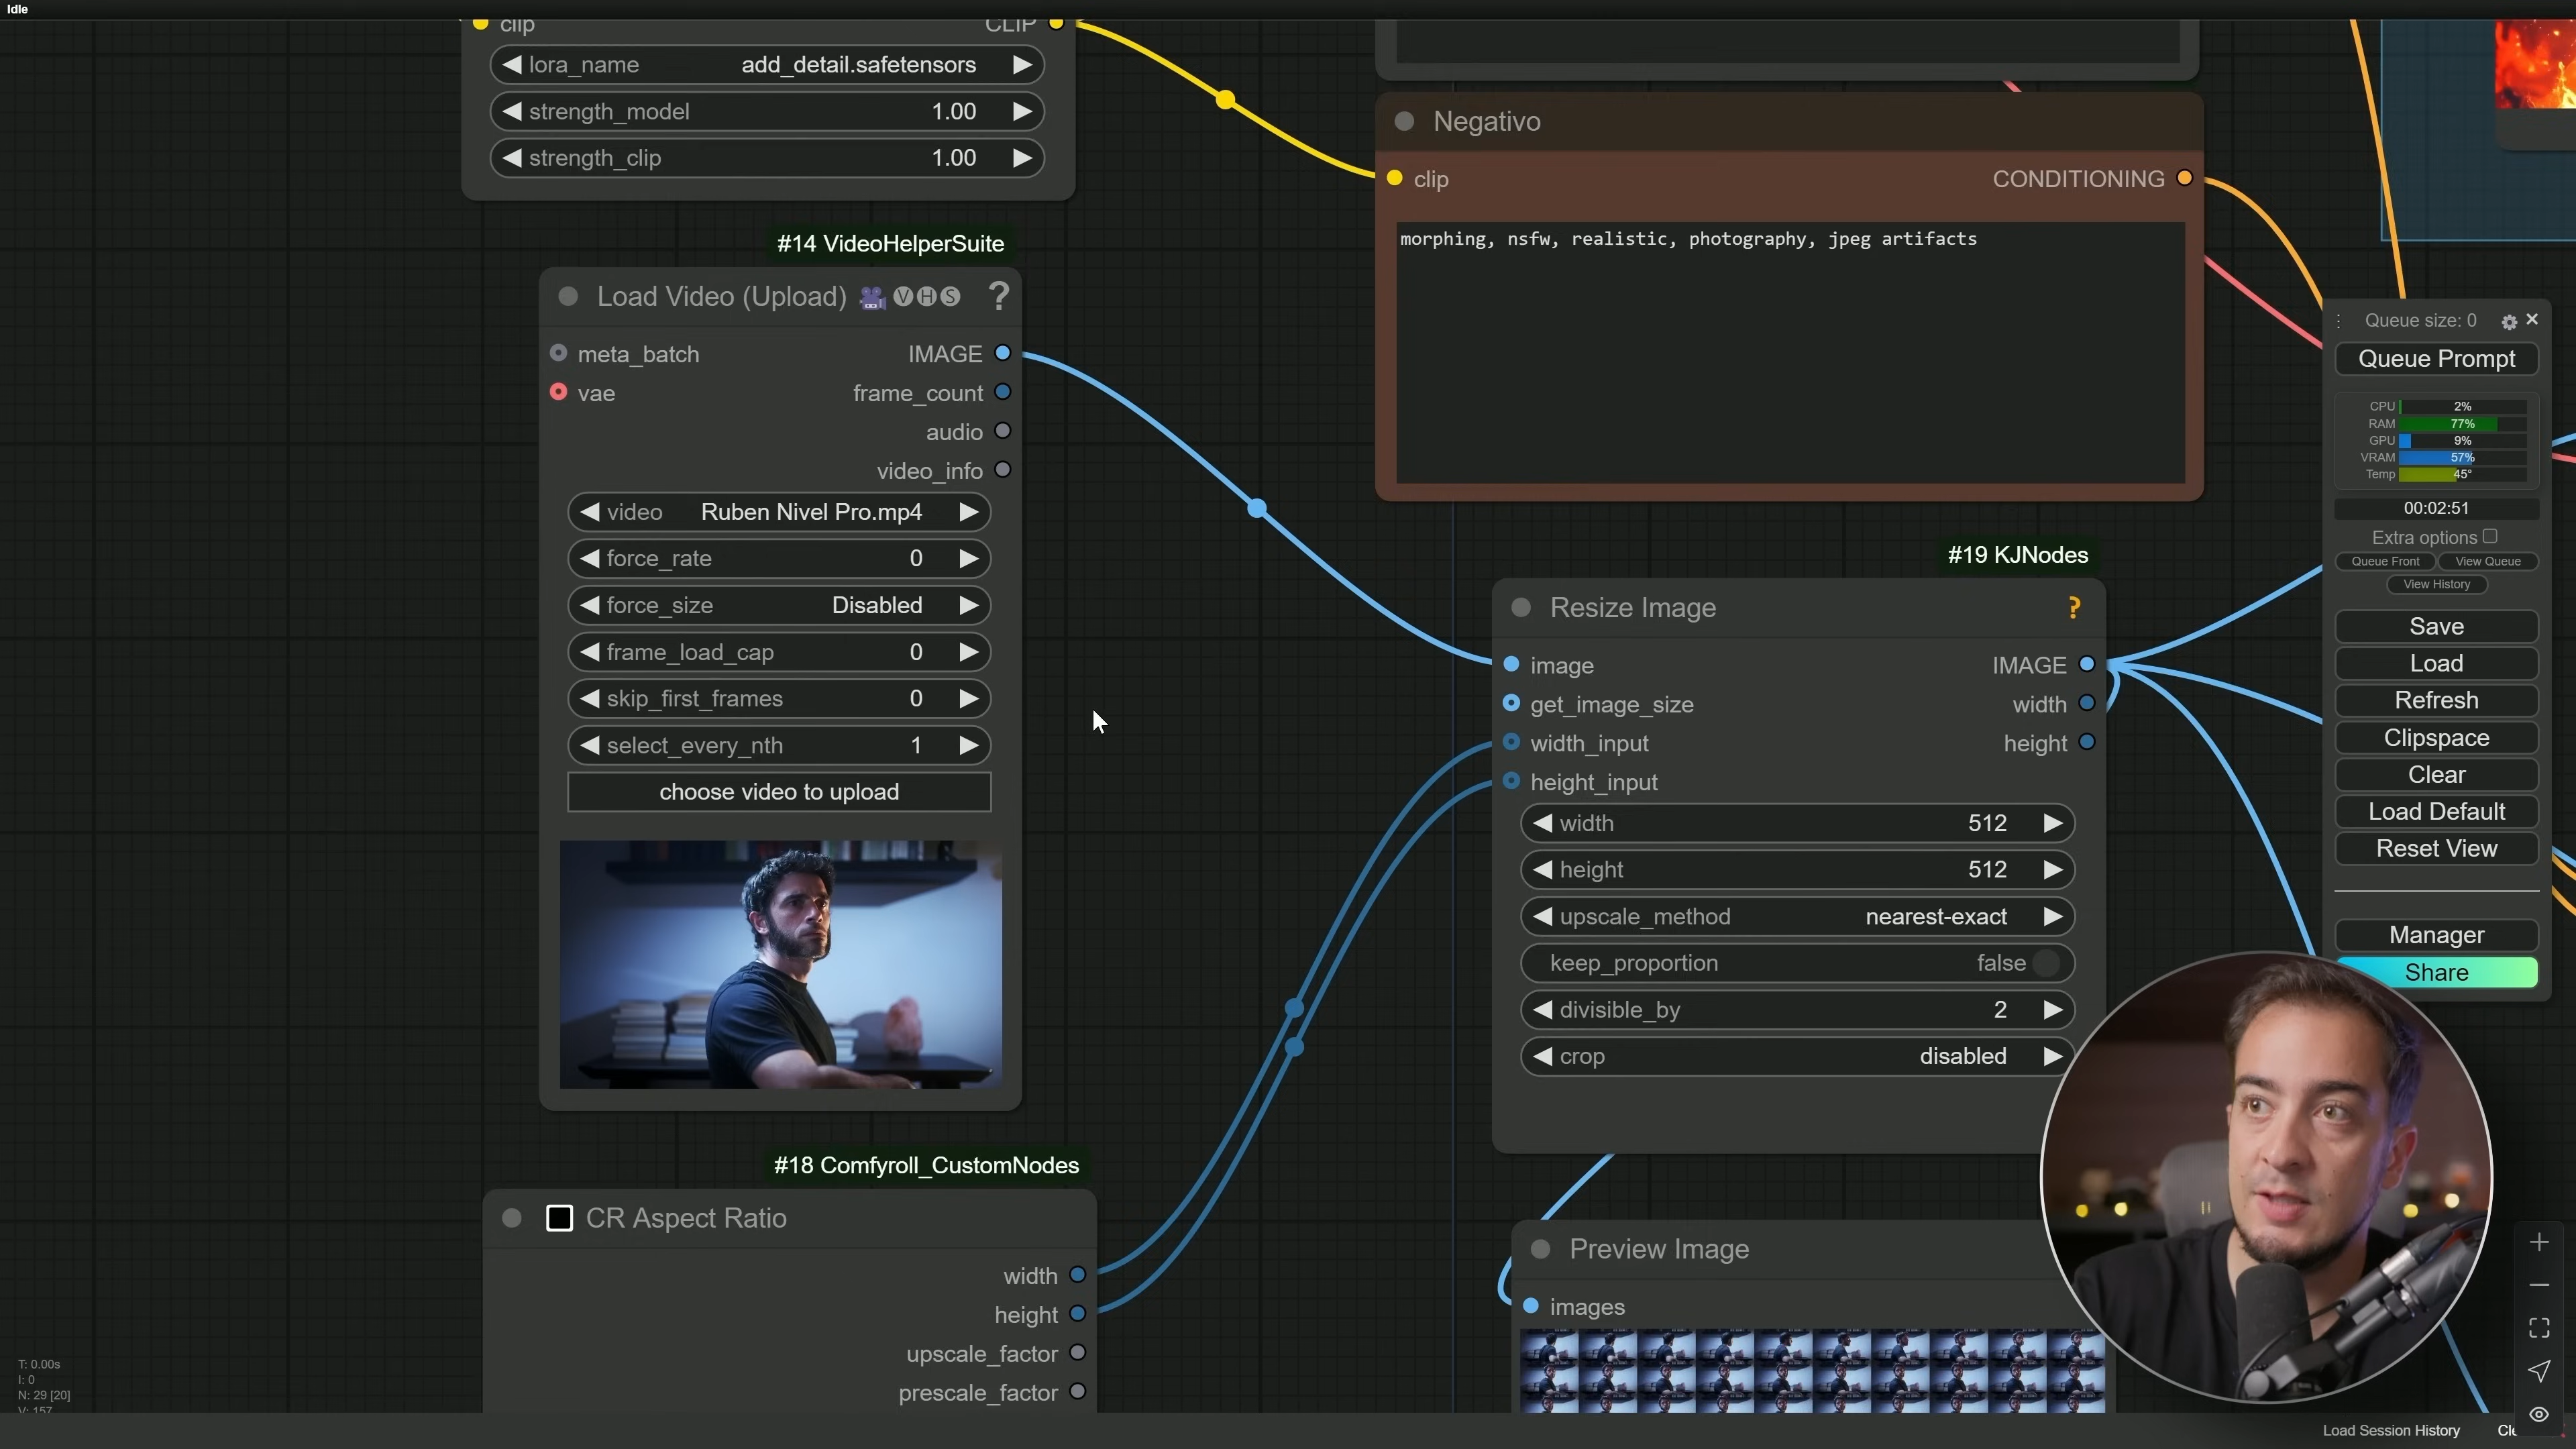 Idle
clip CLIP
lora_name add_detail.safetensors
strength_model 1.00
strength_clip 1.00
Negativo
clip CONDITIONING
morphing, nsfw, realistic, photography, jpeg artifacts
#14 VideoHelperSuite
Load Video (Upload) 🎥🅥🅗🅢 ?
meta_batch IMAGE
vae frame_count
audio
video_info
video Ruben Nivel Pro.mp4
force_rate 0
force_size Disabled
frame_load_cap 0
skip_first_frames 0
select_every_nth 1
choose video to upload
#19 KJNodes
Resize Image ?
image IMAGE
get_image_size width
width_input height
height_input
width 512
height 512
upscale_method nearest-exact
keep_proportion false
divisible_by 2
crop disabled
Queue size: 0
Queue Prompt
CPU 2%
RAM 77%
GPU 9%
VRAM 57%
Temp 45°
00:02:51
Extra options
Queue Front View Queue
View History
Save
Load
Refresh
Clipspace
Clear
Load Default
Reset View
Manager
Share
#18 Comfyroll_CustomNodes
CR Aspect Ratio
width
height
upscale_factor
prescale_factor
Preview Image
images
T: 0.00s
I: 0
N: 29 [20]
V: 157
Load Session History